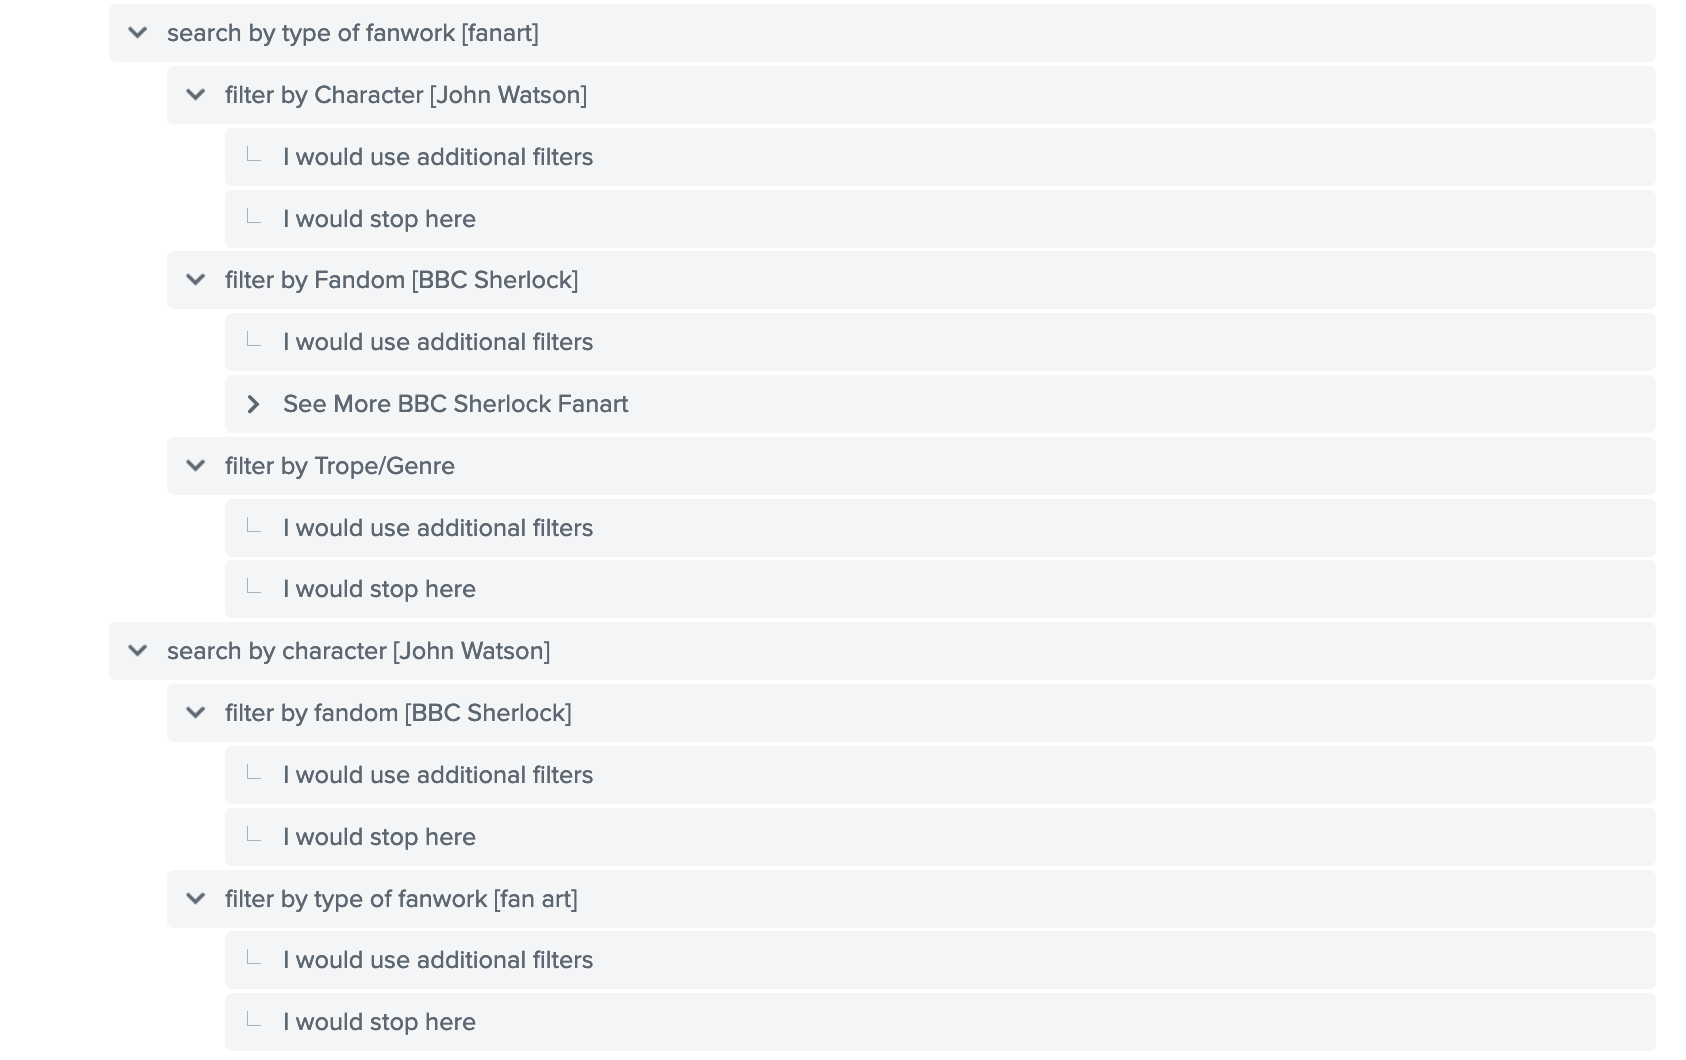 search by type of fanwork [fanart]
filter by Character [John Watson]
I would use additional filters
I would stop here
filter by Fandom [BBC Sherlock]
I would use additional filters
See More BBC Sherlock Fanart
filter by Trope/Genre
I would use additional filters
I would stop here
search by character [John Watson]
filter by fandom [BBC Sherlock]
I would use additional filters
I would stop here
filter by type of fanwork [fan art]
I would use additional filters
I would stop here